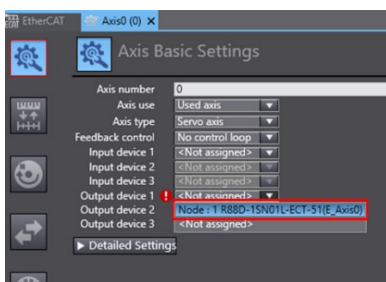 EtherCAT
Axis0 (0) ×
Axis Basic Settings
Axis number 0
Axis use Used axis
Axis type Servo axis
Feedback control No control loop
Input device 1 <Not assigned>
Input device 2 <Not assigned>
Input device 3 <Not assigned>
Output device 1 <Not assigned>
Output device 2 Node : 1 R88D-1SN01L-ECT-51(E_Axis0)
Output device 3 <Not assigned>
▶ Detailed Settings